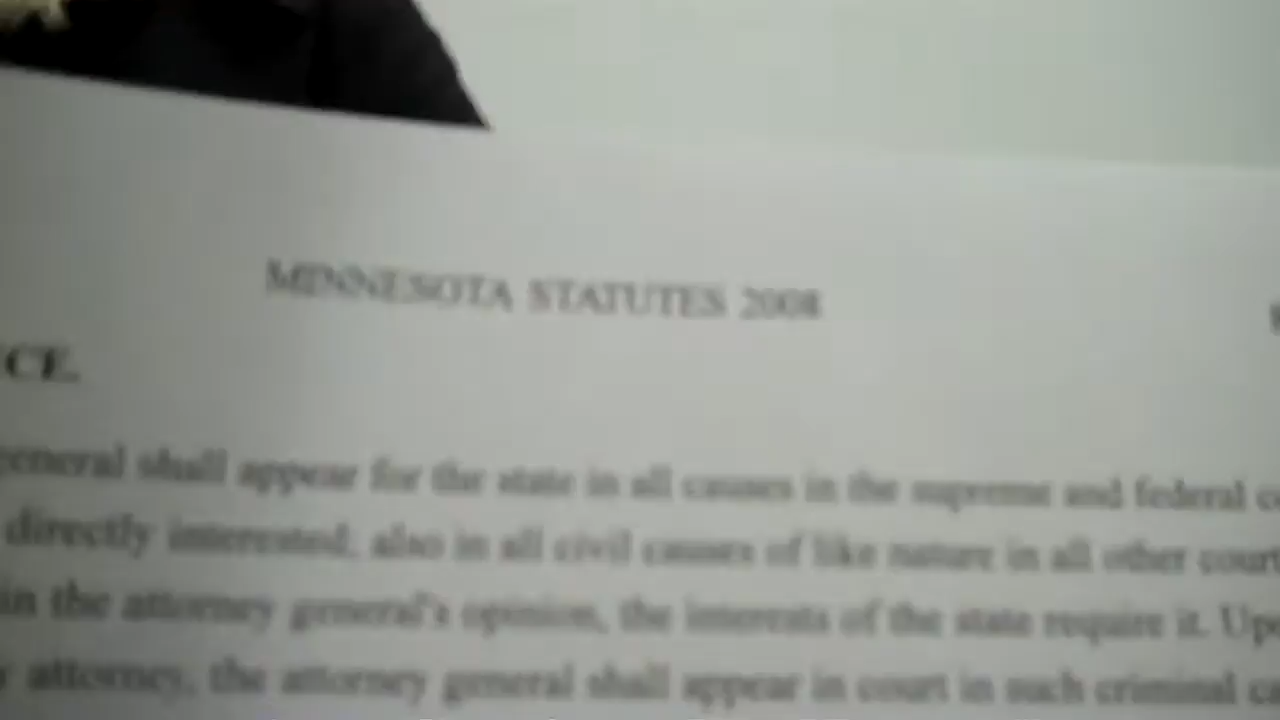 MINNESOTA STATUTES 2008
CE.
general shall appear for the state in all causes in the supreme and federal
directly interested; also in all civil causes of like nature in all other court
in the attorney general's opinion, the interests of the state require it.
attorney, the attorney general shall appear in court in such criminal